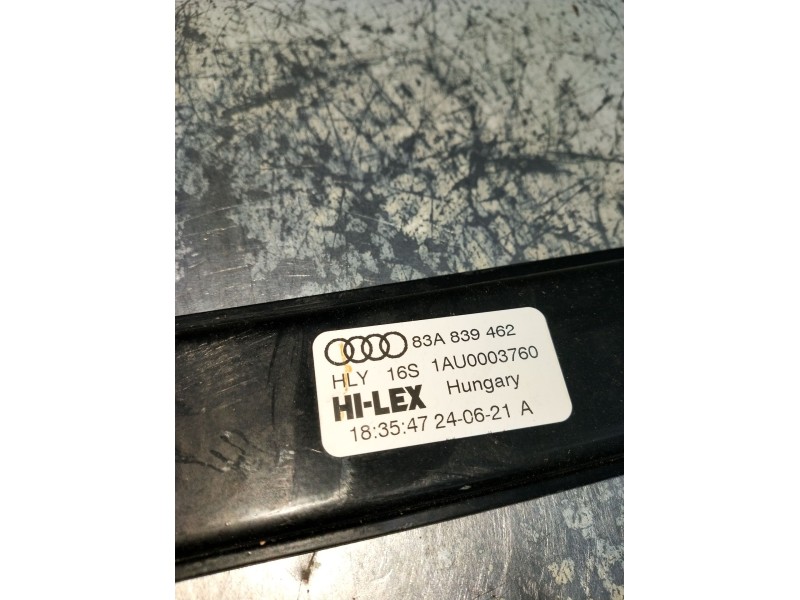 83A 839 462
HLY 16S 1AU0003760
HI-LEX Hungary
18:35:47 24-06-21 A